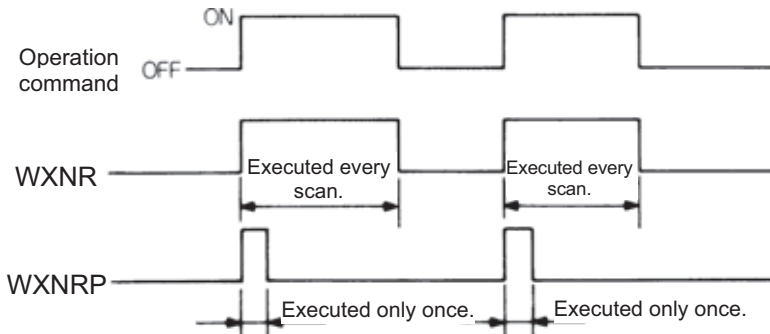 ON
Operation
command
OFF
WXNR
Executed every
scan.
Executed every
scan.
WXNRP
Executed only once.
Executed only once.